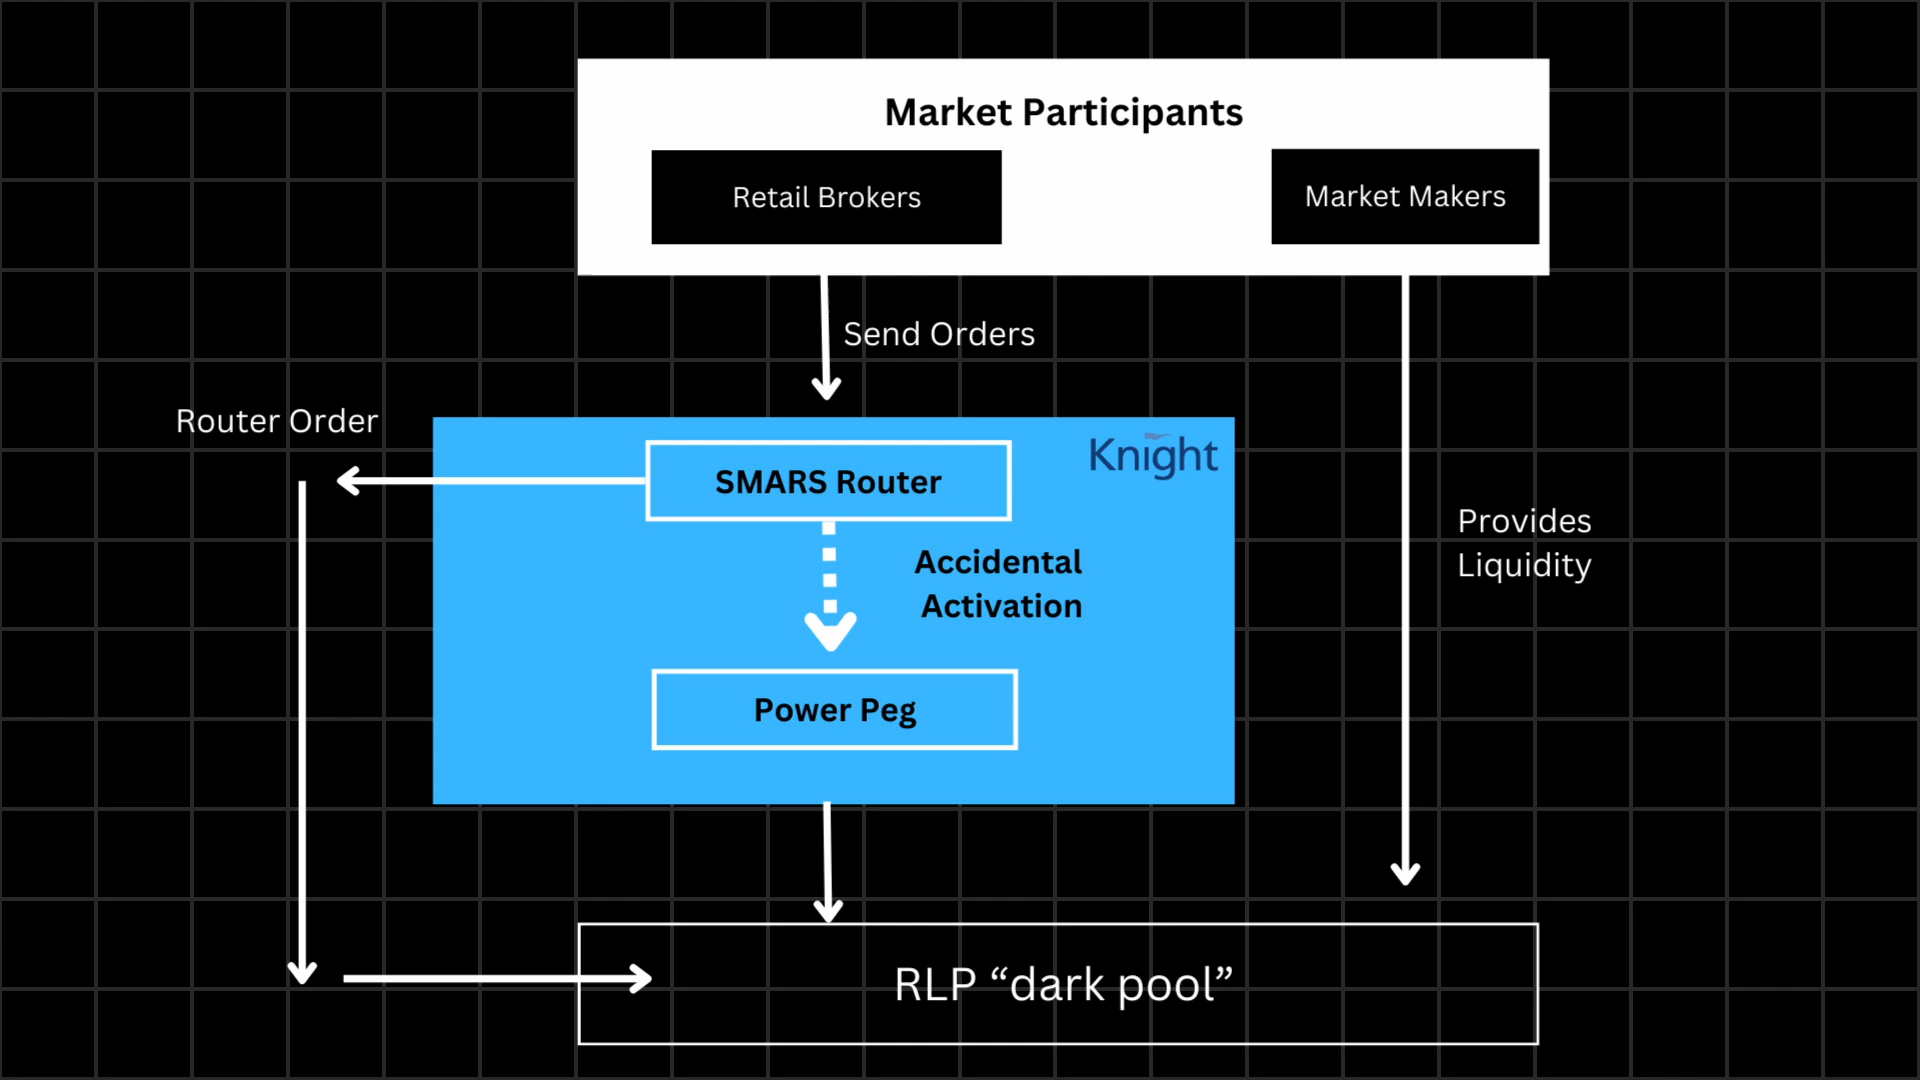 Market Participants
Retail Brokers
Market Makers
Send Orders
Router Order
Knight
SMARS Router
Provides
Liquidity
Accidental
Activation
Power Peg
RLP “dark pool”